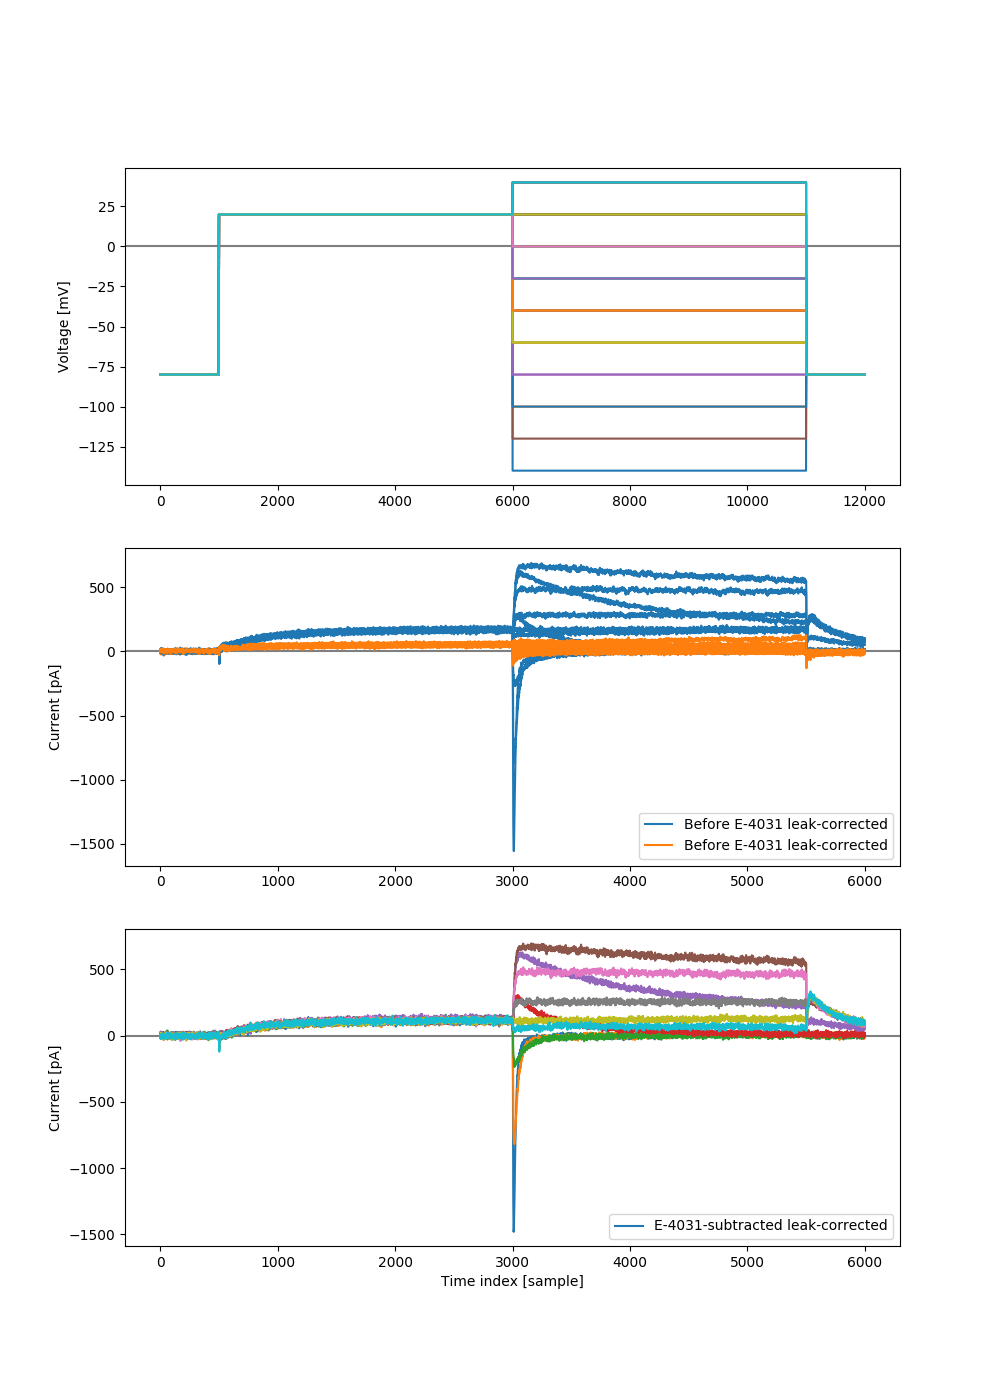 25
0
−25
−50
−75
−100
−125
Voltage [mV]
0 2000 4000 6000 8000 10000 12000
500
0
−500
−1000
−1500
Current [pA]
Before E-4031 leak-corrected
Before E-4031 leak-corrected
0 1000 2000 3000 4000 5000 6000
500
0
−500
−1000
−1500
Current [pA]
E-4031-subtracted leak-corrected
0 1000 2000 3000 4000 5000 6000
Time index [sample]